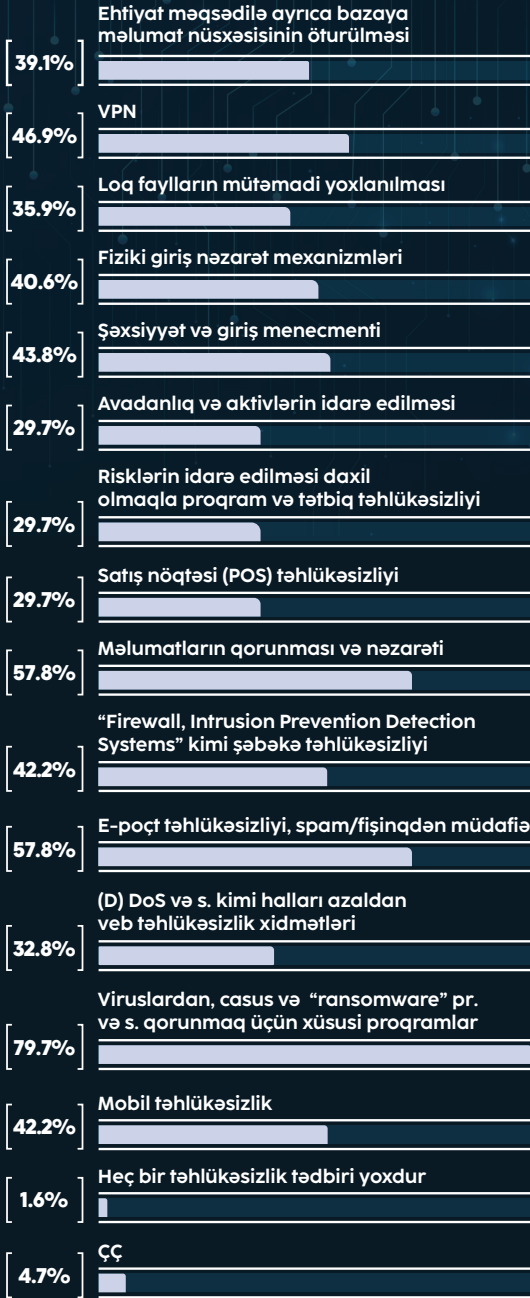 Ehtiyat məqsədilə ayrıca bazaya
məlumat nüsxəsisinin öturülməsi
39.1%
VPN
46.9%
Loq faylların mütəmadi yoxlanılması
35.9%
Fiziki giriş nəzarət mexanizmləri
40.6%
Şəxsiyyət və giriş menecmenti
43.8%
Avadanlıq və aktivlərin idarə edilməsi
29.7%
Risklərin idarə edilməsi daxil
olmaqla proqram və tətbiq təhlükəsizliyi
29.7%
Satış nöqtəsi (POS) təhlükəsizliyi
29.7%
Məlumatların qorunması və nəzarəti
57.8%
“Firewall, Intrusion Prevention Detection
Systems” kimi şəbəkə təhlükəsizliyi
42.2%
E-poçt təhlükəsizliyi, spam/fişinqdən müdafiə
57.8%
(D) DoS və s. kimi halları azaldan
veb təhlükəsizlik xidmətləri
32.8%
Viruslardan, casus və “ransomware” pr.
və s. qorunmaq üçün xüsusi proqramlar
79.7%
Mobil təhlükəsizlik
42.2%
Heç bir təhlükəsizlik tədbiri yoxdur
1.6%
ÇÇ
4.7%